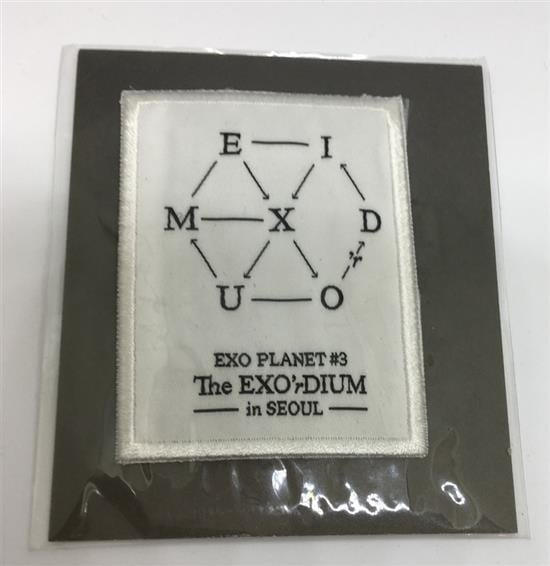 E I
M X D
'r
U O
EXO PLANET #3
The EXO'rDIUM
in SEOUL